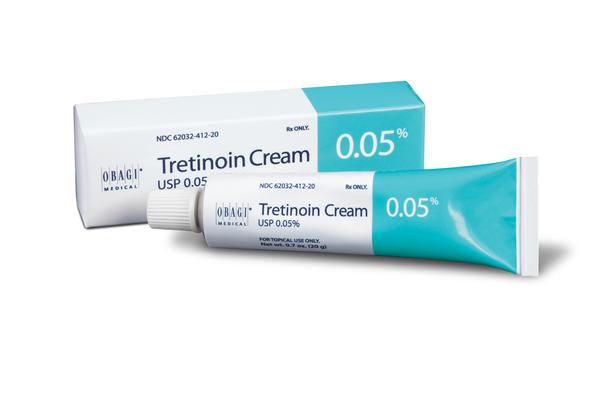 NDC 62032-412-20
Rx ONLY.
0.05%
OBAGI®
MEDICAL
Tretinoin Cream
USP 0.05
NDC 62032-412-20
Rx ONLY.
OBAGI®
MEDICAL
Tretinoin Cream
0.05%
USP 0.05%
FOR TOPICAL USE ONLY.
Net wt. 0.7 oz. (20 g)